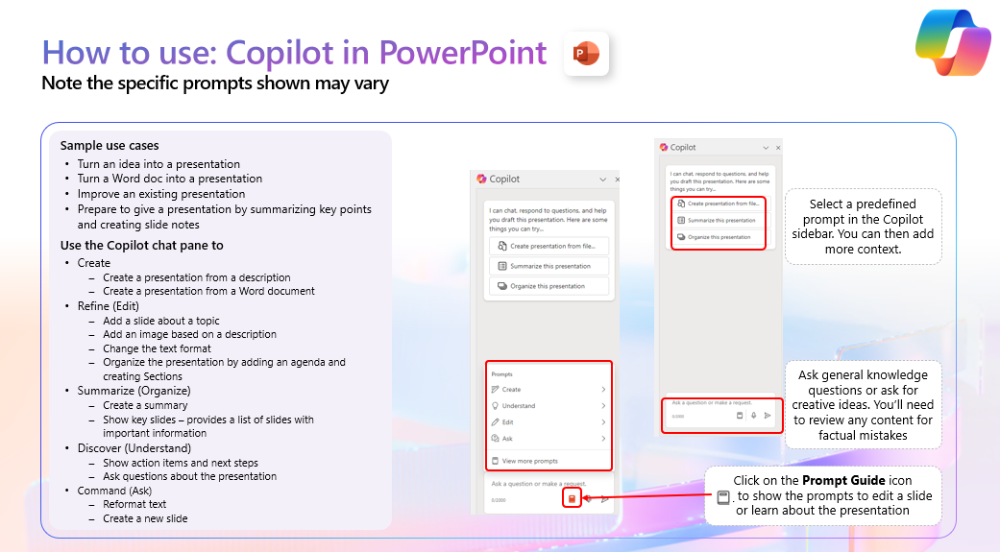 How to use: Copilot in PowerPoint
P
Note the specific prompts shown may vary
Sample use cases
• Turn an idea into a presentation
• Turn a Word doc into a presentation
• Improve an existing presentation
• Prepare to give a presentation by summarizing key points
and creating slide notes
Use the Copilot chat pane to
• Create
– Create a presentation from a description
– Create a presentation from a Word document
• Refine (Edit)
– Add a slide about a topic
– Add an image based on a description
– Change the text format
– Organize the presentation by adding an agenda and
creating Sections
• Summarize (Organize)
– Create a summary
– Show key slides – provides a list of slides with
important information
• Discover (Understand)
– Show action items and next steps
– Ask questions about the presentation
• Command (Ask)
– Reformat text
– Create a new slide
Copilot
I can chat, respond to questions, and help
you draft this presentation. Here are some
things you can try...
Create presentation from file...
Summarize this presentation
Organize this presentation
Prompts
Create
Understand
Edit
Ask
View more prompts
Ask a question or make a request.
0/2000
Copilot
I can chat, respond to questions, and help
you draft this presentation. Here are some
things you can try...
Create presentation from file...
Summarize this presentation
Organize this presentation
Ask a question or make a request.
0/2000
Select a predefined
prompt in the Copilot
sidebar. You can then add
more context.
Ask general knowledge
questions or ask for
creative ideas. You’ll need
to review any content for
factual mistakes
Click on the Prompt Guide icon
. to show the prompts to edit a slide
or learn about the presentation